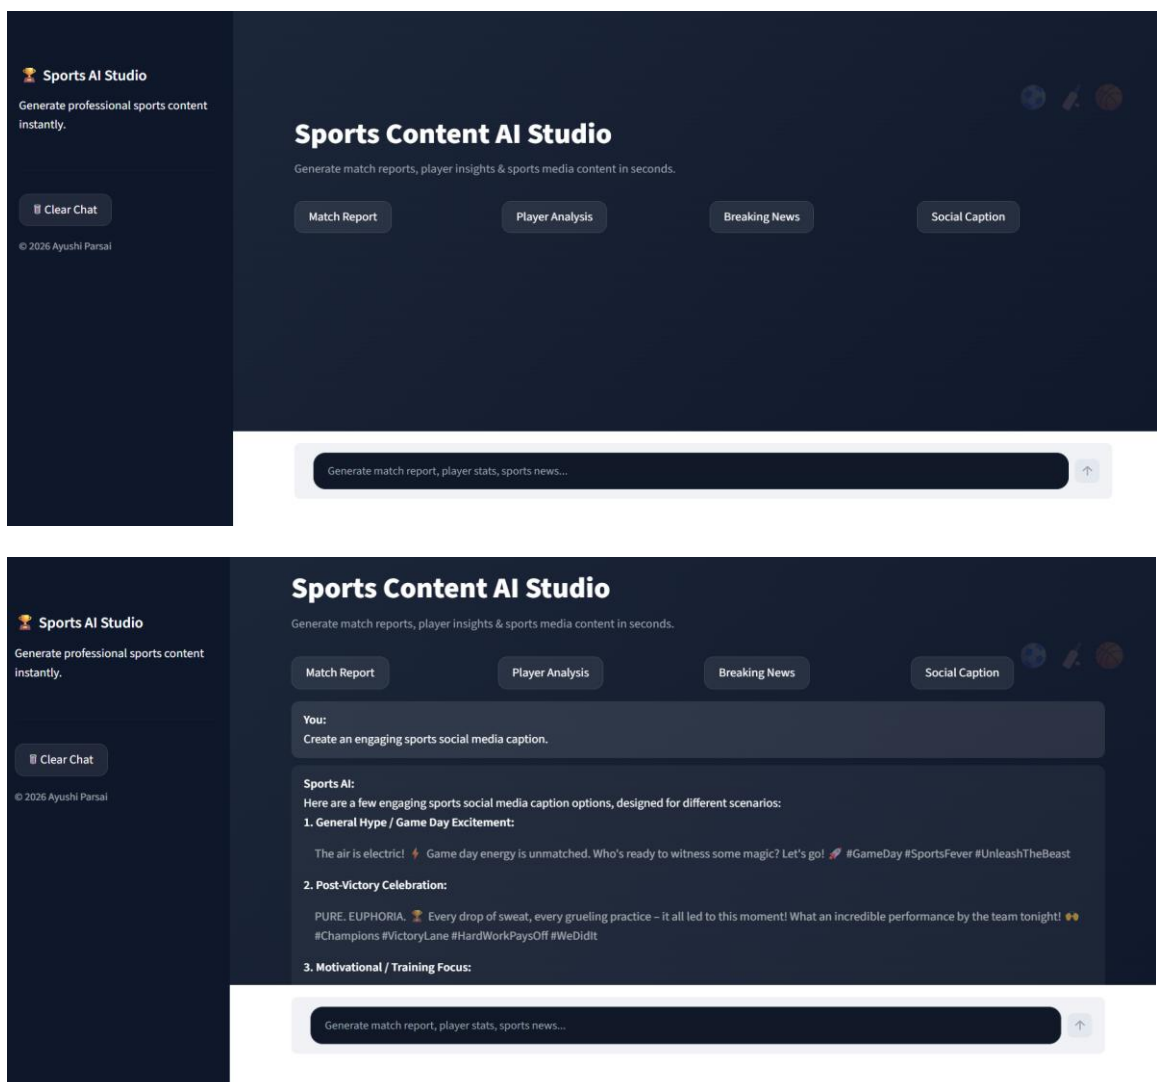 🏆 Sports AI Studio
Generate professional sports content
instantly.
🗑 Clear Chat
© 2026 Ayushi Parsai
Sports Content AI Studio
Generate match reports, player insights & sports media content in seconds.
Match Report
Player Analysis
Breaking News
Social Caption
Generate match report, player stats, sports news...
🏆 Sports AI Studio
Generate professional sports content
instantly.
🗑 Clear Chat
© 2026 Ayushi Parsai
Sports Content AI Studio
Generate match reports, player insights & sports media content in seconds.
Match Report
Player Analysis
Breaking News
Social Caption
You:
Create an engaging sports social media caption.
Sports AI:
Here are a few engaging sports social media caption options, designed for different scenarios:
1. General Hype / Game Day Excitement:
The air is electric! ⚡ Game day energy is unmatched. Who's ready to witness some magic? Let's go! 🚀 #GameDay #SportsFever #UnleashTheBeast
2. Post-Victory Celebration:
PURE. EUPHORIA. 🏆 Every drop of sweat, every grueling practice – it all led to this moment! What an incredible performance by the team tonight! 🙌
#Champions #VictoryLane #HardWorkPaysOff #WeDidIt
3. Motivational / Training Focus:
Generate match report, player stats, sports news...